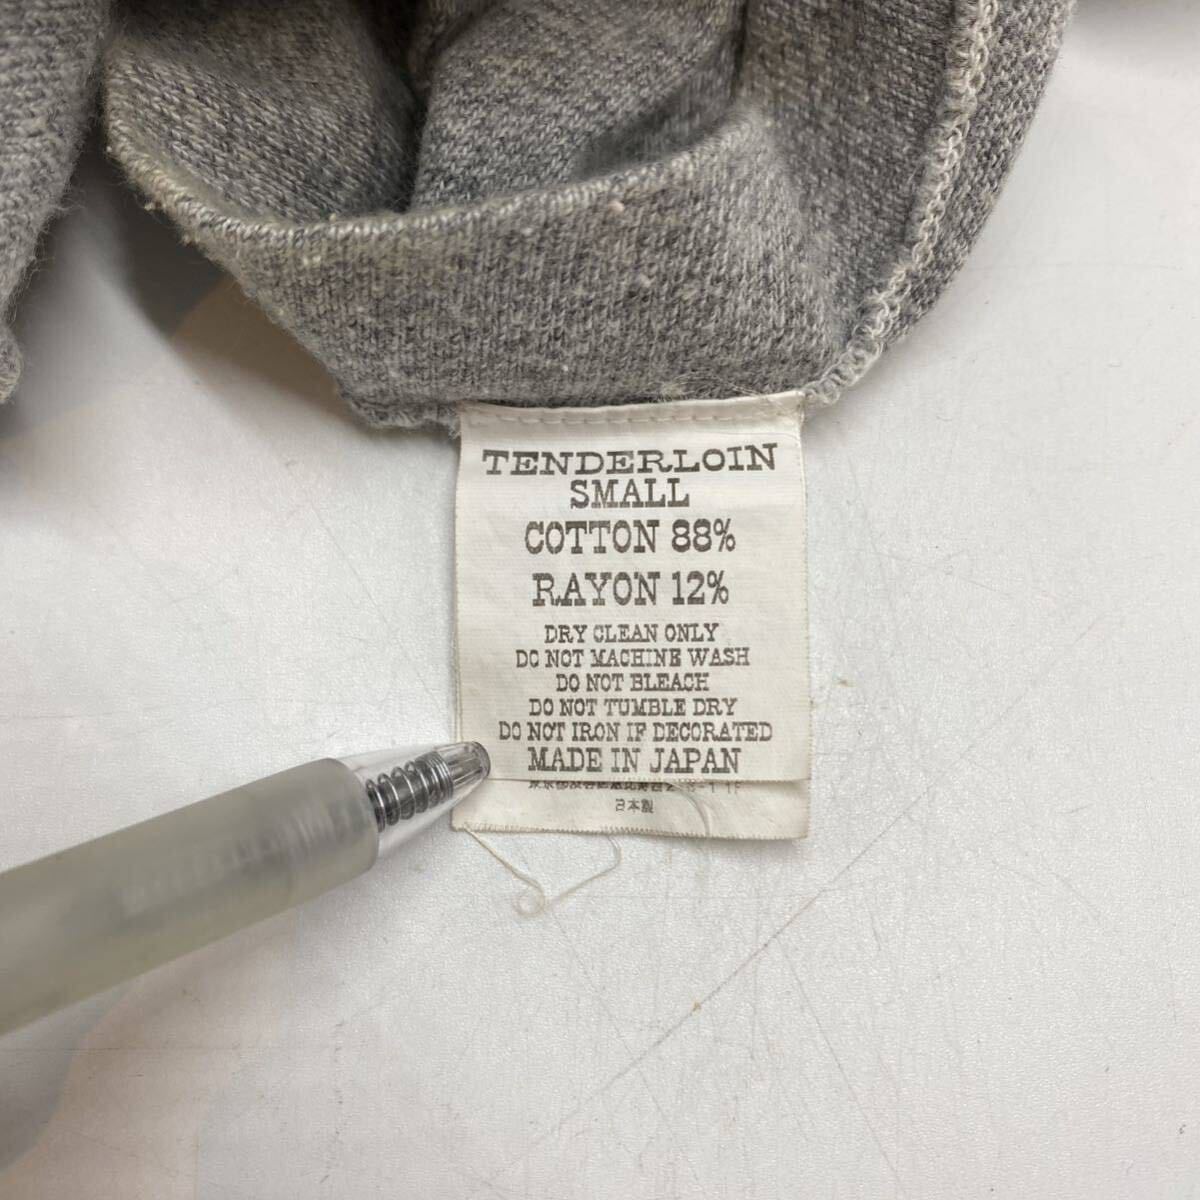 TENDERLOIN
SMALL
COTTON 88%
RAYON 12%
DRY CLEAN ONLY
DO NOT MACHINE WASH
DO NOT BLEACH
DO NOT TUMBLE DRY
DO NOT IRON IF DECORATED
MADE IN JAPAN
日本製